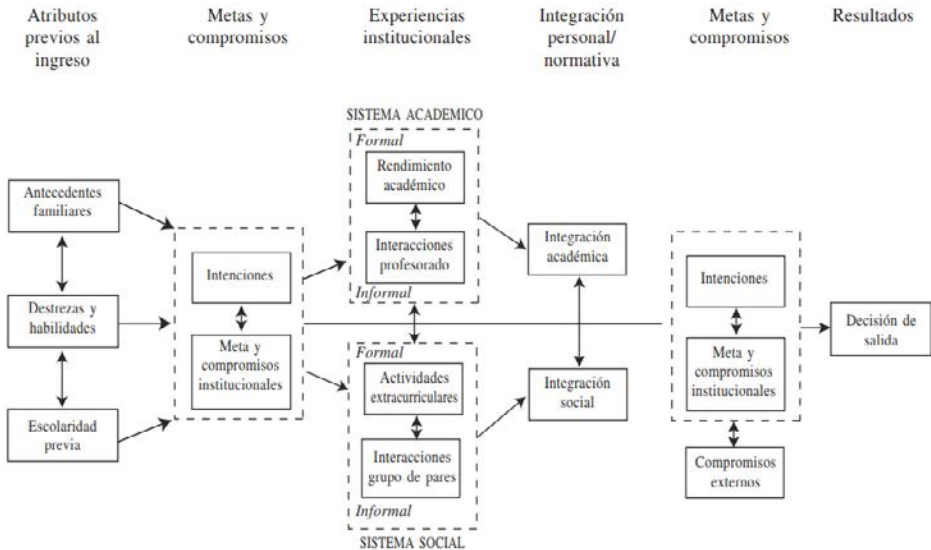 Atributos
previos al
ingreso
Metas y
compromisos
Experiencias
institucionales
Integración
personal/
normativa
Metas y
compromisos
Resultados
Antecedentes
familiares
Destrezas y
habilidades
Escolaridad
previa
Intenciones
Meta y
compromisos
institucionales
SISTEMA ACADEMICO
Formal
Rendimiento
académico
Interacciones
profesorado
Informal
Formal
Actividades
extracurriculares
Interacciones
grupo de pares
Informal
SISTEMA SOCIAL
Integración
académica
Integración
social
Intenciones
Meta y
compromisos
institucionales
Compromisos
externos
Decisión de
salida